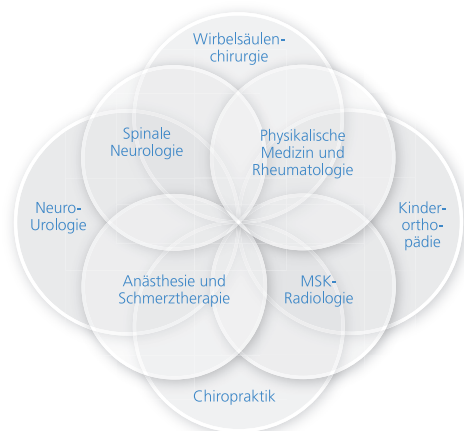 Wirbelsäulen-
chirurgie
Spinale
Neurologie
Physikalische
Medizin und
Rheumatologie
Neuro-
Urologie
Kinder-
ortho-
pädie
Anästhesie und
Schmerztherapie
MSK-
Radiologie
Chiropraktik